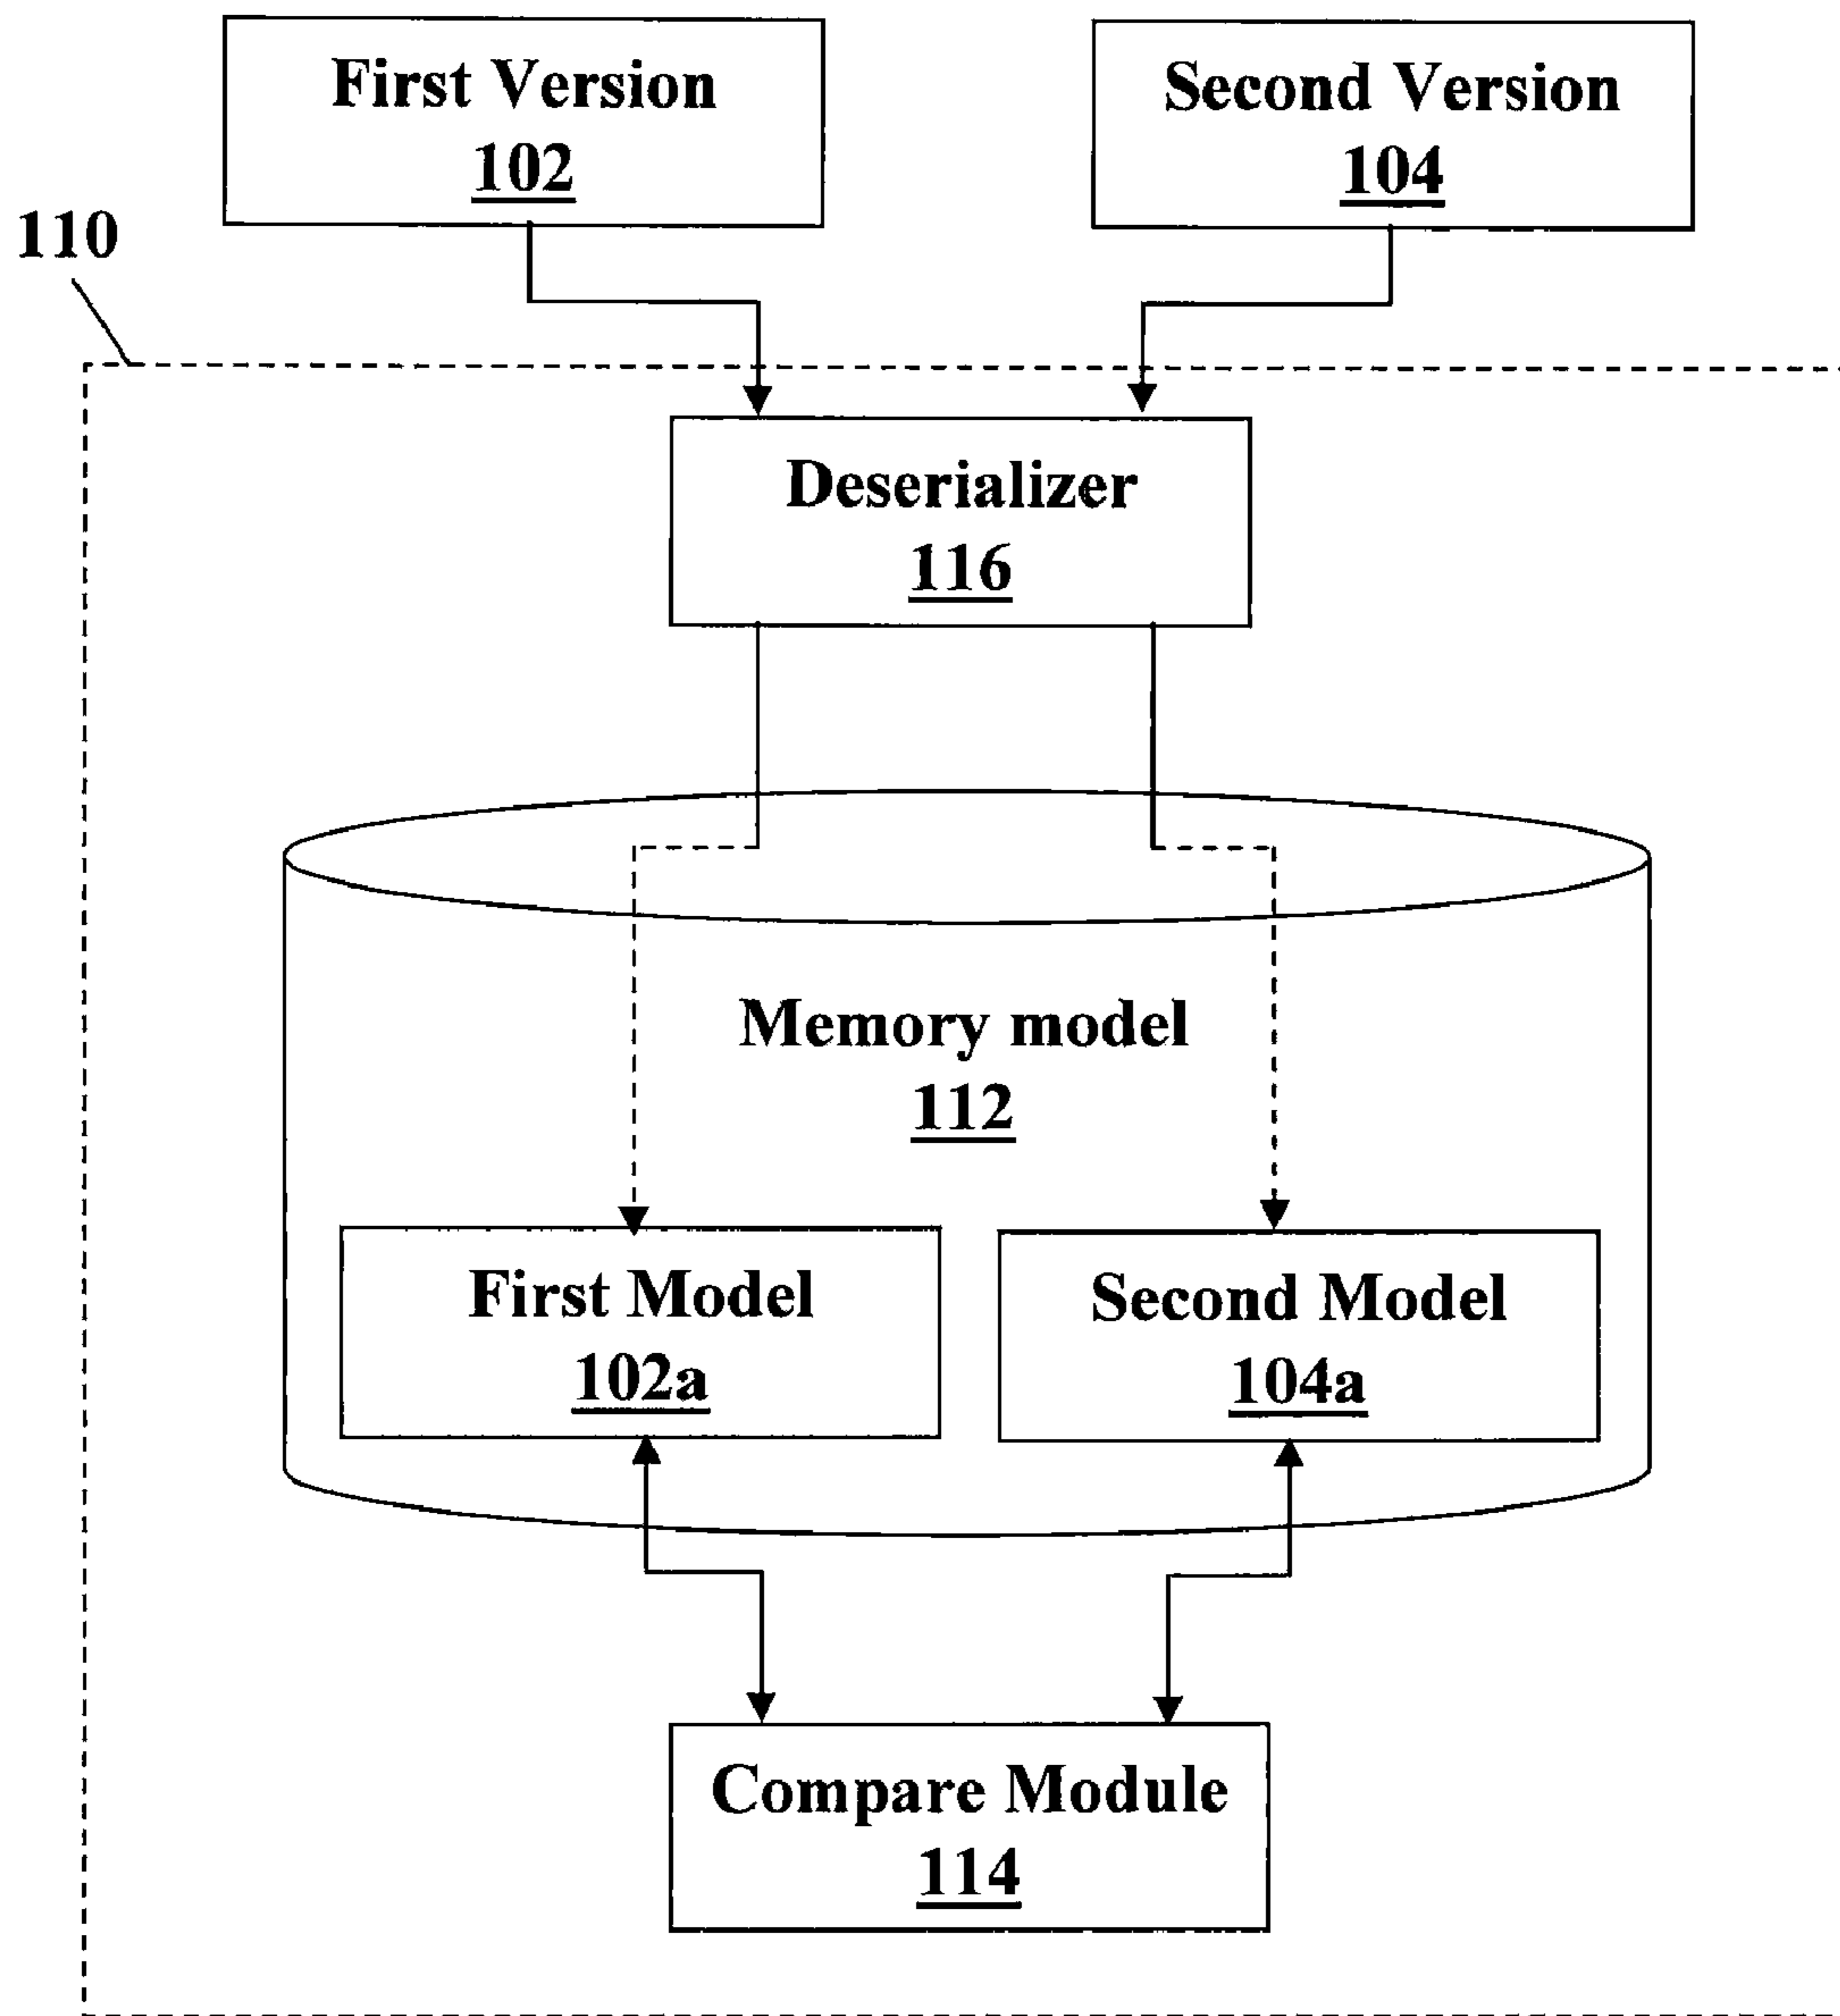 First Version
102
Second Version
104
110
Deserializer
116
Memory model
112
First Model
102a
Second Model
104a
Compare Module
114